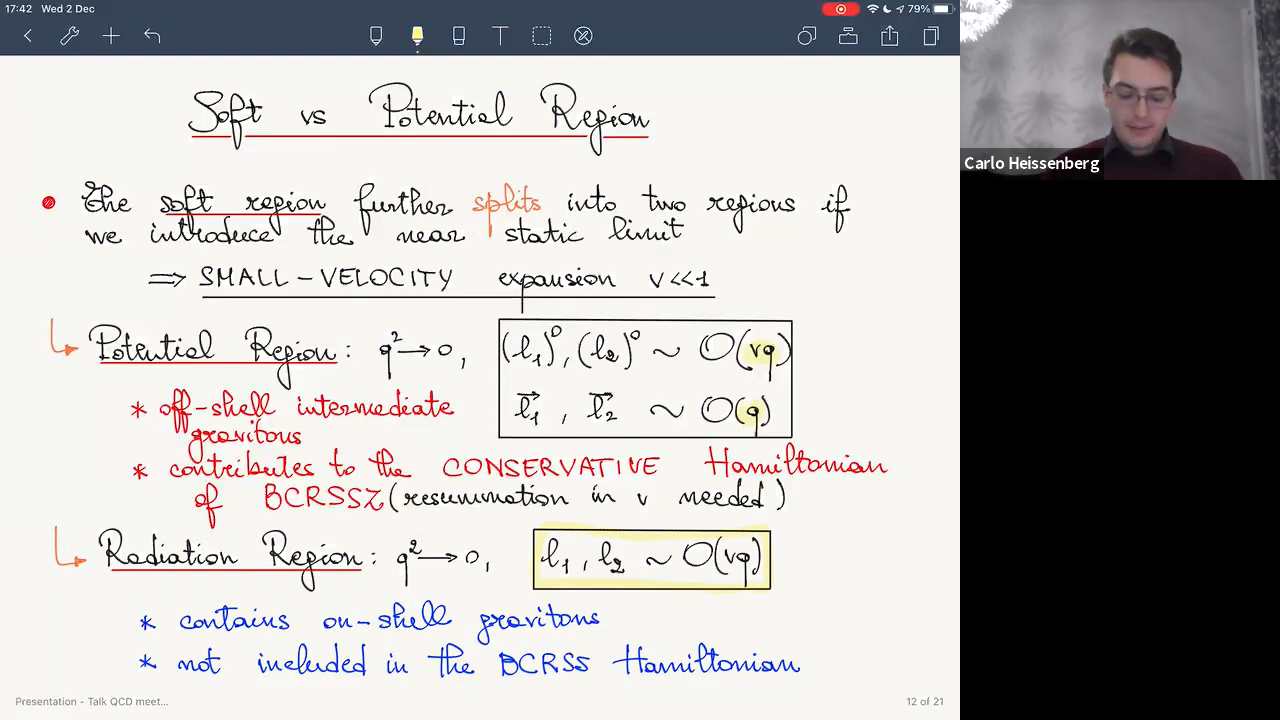 17:42 Wed 2 Dec
79%
Soft vs Potential Region
The soft region further splits into two regions if
we introduce the near static limit
⇒ SMALL-VELOCITY expansion v<<1
Potential Region: q² → 0, (l₁)⁰, (l₂)⁰ ~ O(vq)
l⃗₁, l⃗₂ ~ O(q)
* off-shell intermediate
gravitons
* contributes to the CONSERVATIVE Hamiltonian
of BCRSSZ (resummation in v needed)
Radiation Region: q² → 0, l₁, l₂ ~ O(vq)
* contains on-shell gravitons
* not included in the BCRSS Hamiltonian
Presentation - Talk QCD meet...
12 of 21
Carlo Heissenberg